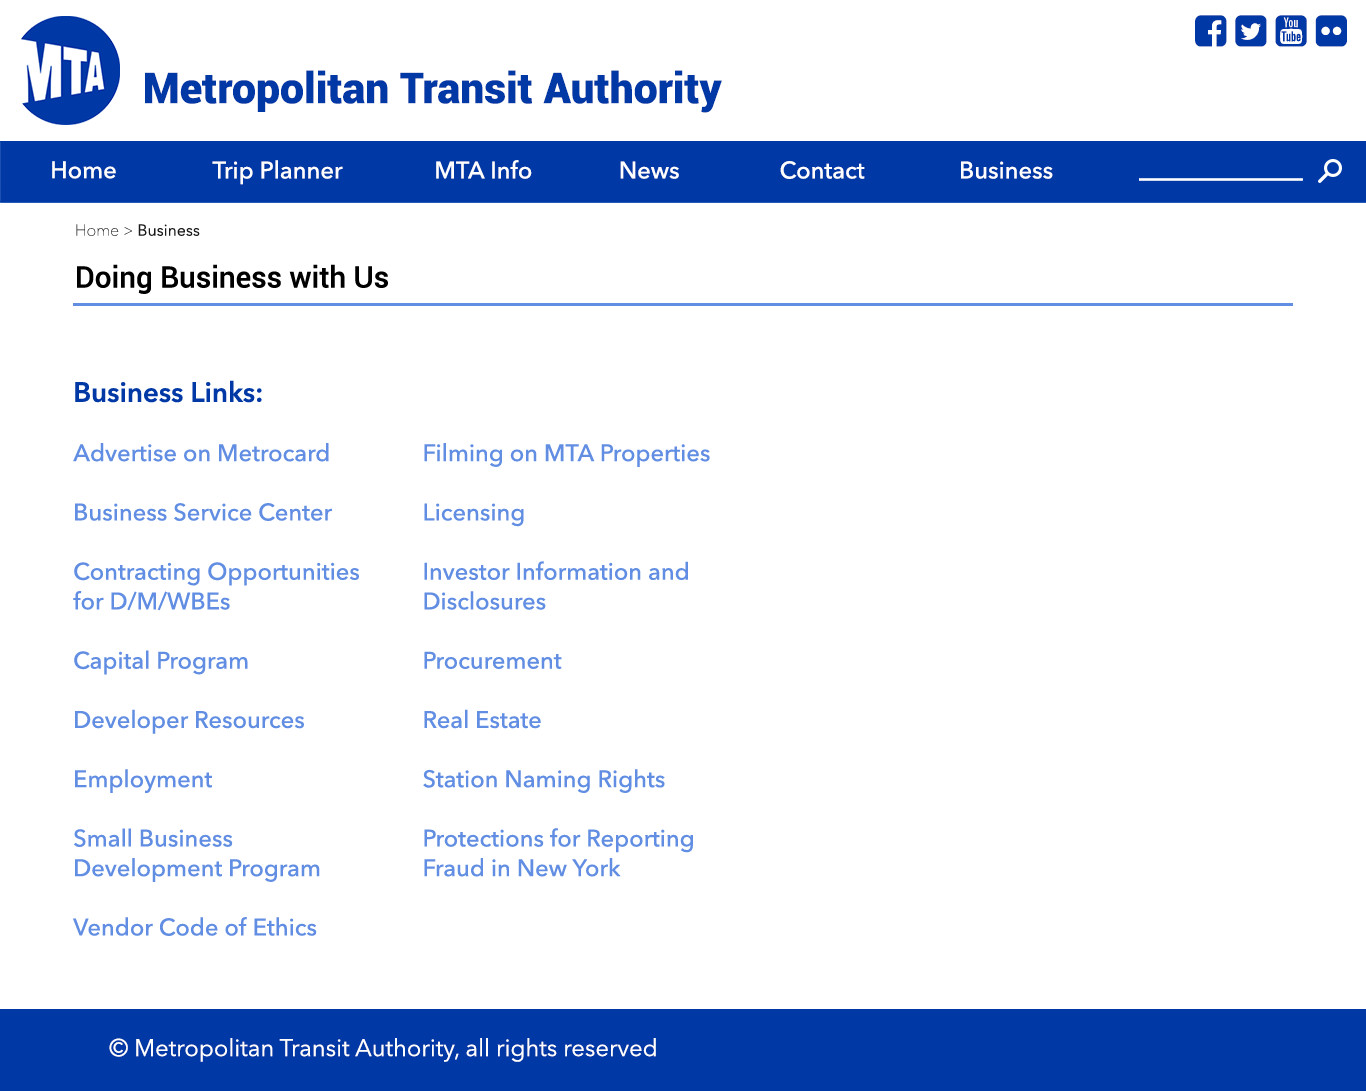 MTA
You
Tube
Metropolitan Transit Authority
Home Trip Planner MTA Info News Contact Business
Home > Business
Doing Business with Us
Business Links:
Advertise on Metrocard
Business Service Center
Contracting Opportunities
for D/M/WBEs
Capital Program
Developer Resources
Employment
Small Business
Development Program
Vendor Code of Ethics
Filming on MTA Properties
Licensing
Investor Information and
Disclosures
Procurement
Real Estate
Station Naming Rights
Protections for Reporting
Fraud in New York
© Metropolitan Transit Authority, all rights reserved